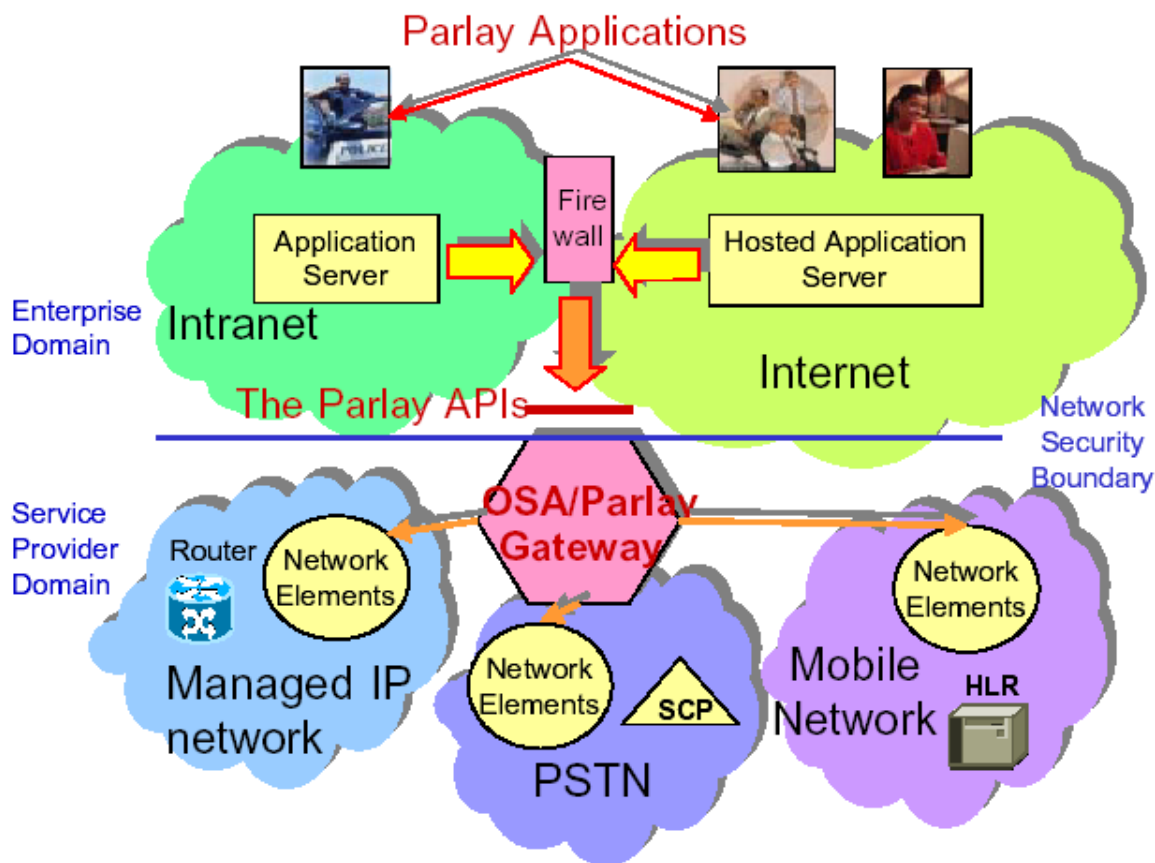 Parlay Applications
POLICE
Fire
wall
Application
Server
Hosted Application
Server
Enterprise
Domain
Intranet
Internet
The Parlay APIs
Network
Security
Boundary
OSA/Parlay
Gateway
Service
Provider
Domain
Router
Network
Elements
Managed IP
network
Network
Elements
SCP
PSTN
Network
Elements
Mobile
Network
HLR